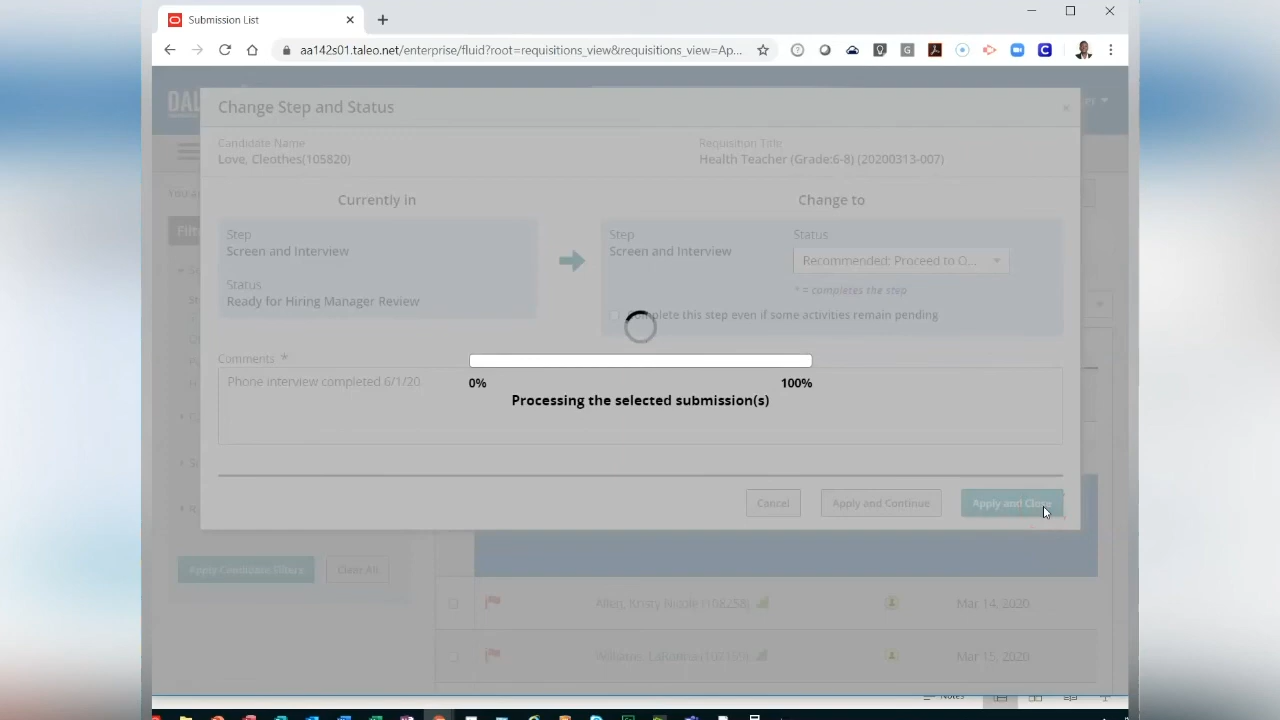 Submission List
aa142s01.taleo.net/enterprise/fluid?root=requisitions_view&requisitions_view=Ap...
DAL
Change Step and Status
Candidate Name
Love, Cleothes(105820)
Requisition Title
Health Teacher (Grade:6-8) (20200313-007)
Currently in
Change to
Step
Screen and Interview
Status
Ready for Hiring Manager Review
Step
Screen and Interview
Status
Recommended: Proceed to O...
* = completes the step
Complete this step even if some activities remain pending
Comments *
Phone interview completed 6/1/20
0%
100%
Processing the selected submission(s)
Cancel
Apply and Continue
Apply and Close
Apply Candidate Filters
Clear All
Allen, Kristy Nicole (108258)
Mar 14, 2020
Mar 15, 2020
Notes